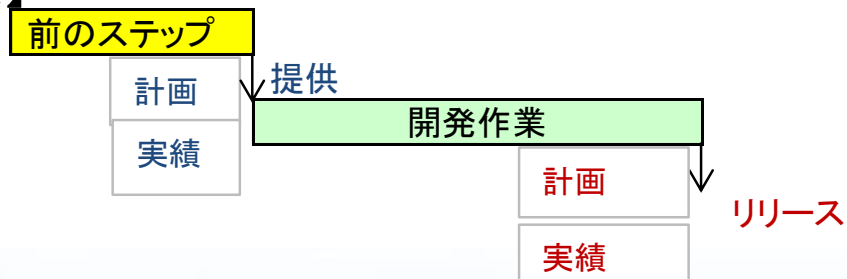 前のステップ
計画
提供
実績
開発作業
計画
リリース
実績